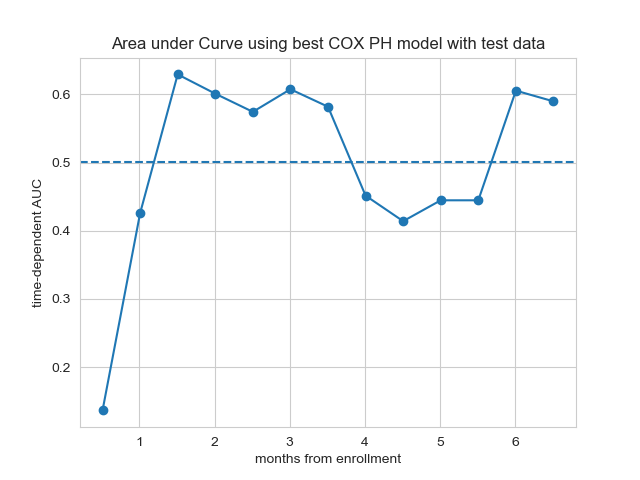 Area under Curve using best COX PH model with test data
time-dependent AUC
0.6
0.5
0.4
0.3
0.2
1 2 3 4 5 6
months from enrollment